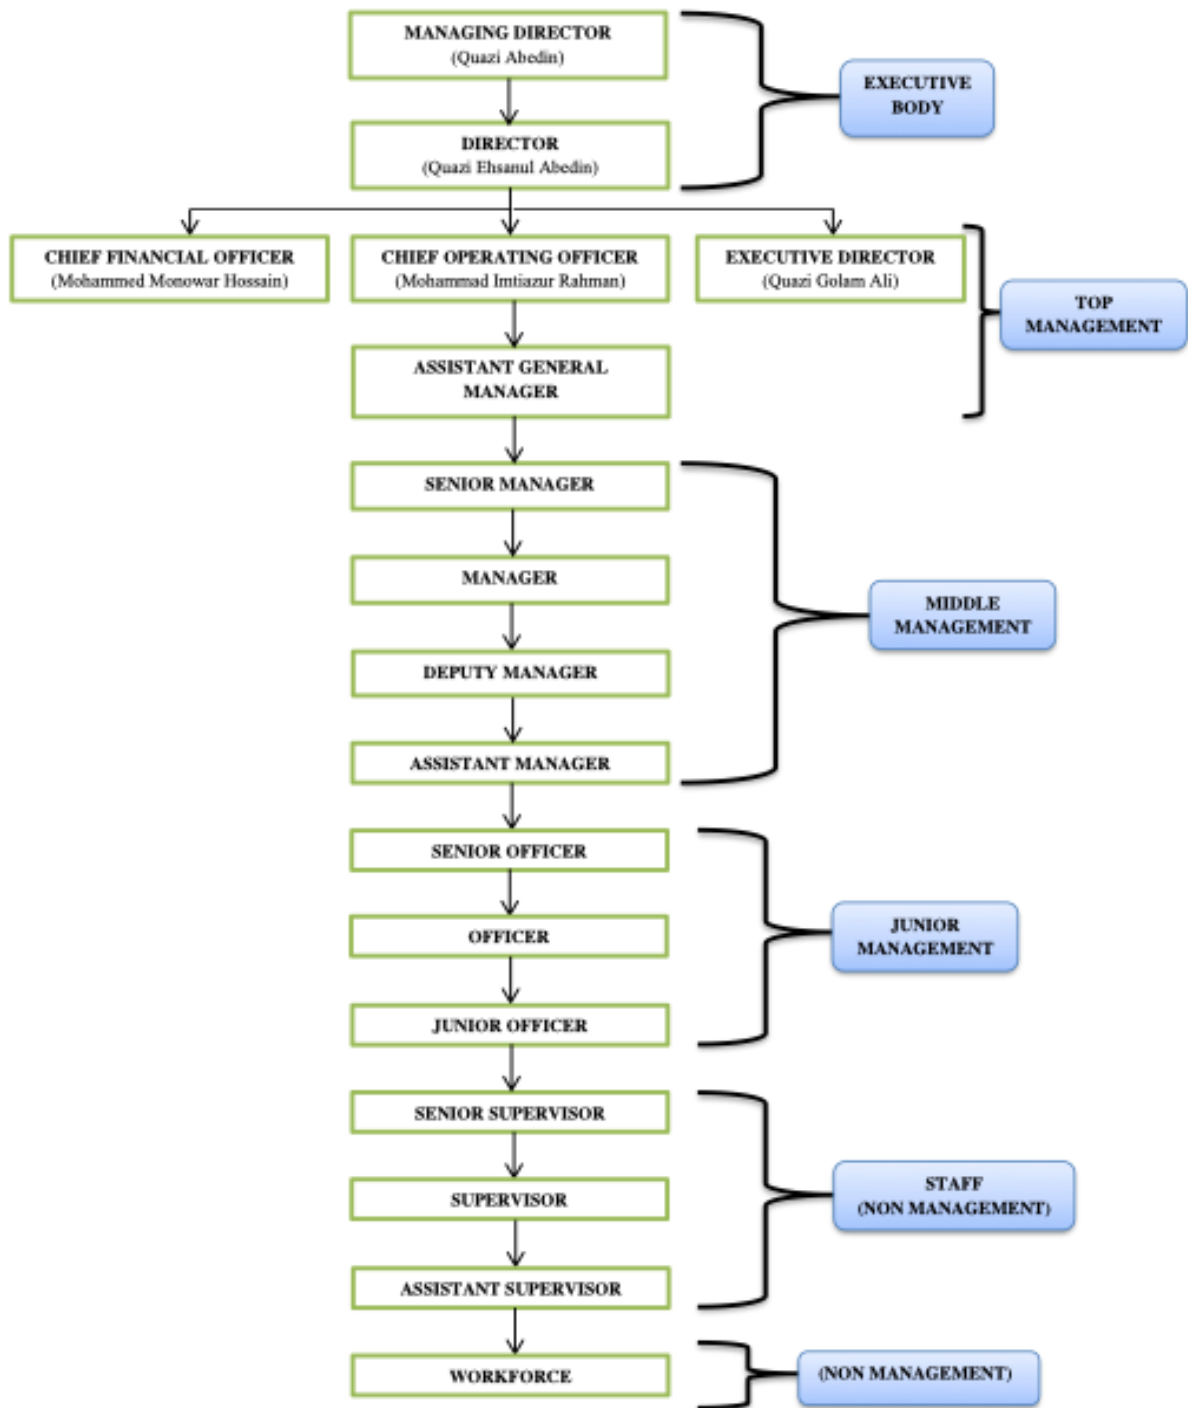 MANAGING DIRECTOR
(Quazi Abedin)
EXECUTIVE
BODY
DIRECTOR
(Quazi Ehsanul Abedin)
CHIEF FINANCIAL OFFICER
(Mohammed Monowar Hossain)
CHIEF OPERATING OFFICER
(Mohammad Imtiazur Rahman)
EXECUTIVE DIRECTOR
(Quazi Golam Ali)
TOP
MANAGEMENT
ASSISTANT GENERAL
MANAGER
SENIOR MANAGER
MANAGER
MIDDLE
MANAGEMENT
DEPUTY MANAGER
ASSISTANT MANAGER
SENIOR OFFICER
OFFICER
JUNIOR
MANAGEMENT
JUNIOR OFFICER
SENIOR SUPERVISOR
SUPERVISOR
STAFF
(NON MANAGEMENT)
ASSISTANT SUPERVISOR
WORKFORCE
(NON MANAGEMENT)